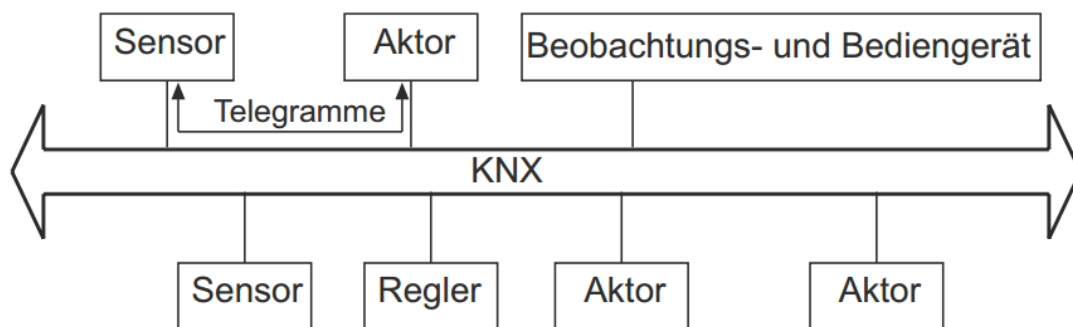 Sensor
Aktor
Beobachtungs- und Bediengerät
Telegramme
KNX
Sensor
Regler
Aktor
Aktor